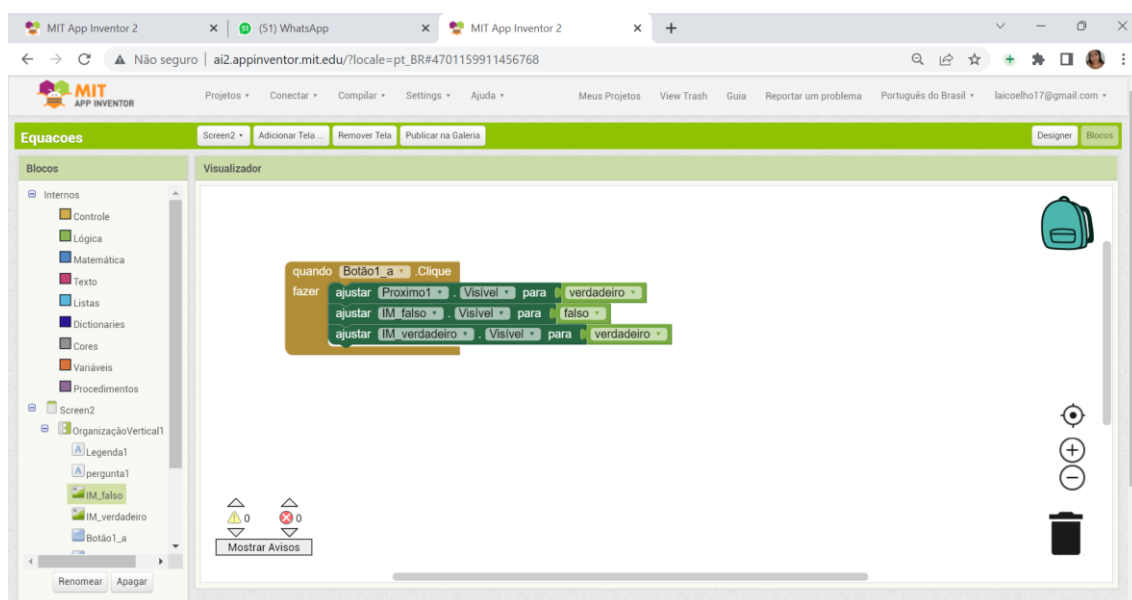 MIT App Inventor 2
(51) WhatsApp
MIT App Inventor 2
Não seguro | ai2.appinventor.mit.edu/?locale=pt_BR#4701159911456768
MIT
APP INVENTOR
Projetos Conectar Compilar Settings Ajuda Meus Projetos View Trash Guia Reportar um problema Português do Brasil laicoelho17@gmail.com
Equacoes
Screen2 Adicionar Tela ... Remover Tela Publicar na Galeria Designer Blocos
Blocos
Visualizador
Internos
Controle
Lógica
Matemática
Texto
Listas
Dictionaries
Cores
Variáveis
Procedimentos
Screen2
OrganizaçãoVertical1
Legenda1
pergunta1
IM_falso
IM_verdadeiro
Botão1_a
Renomear Apagar
quando Botão1_a .Clique
fazer ajustar Proximo1 . Visível para verdadeiro
ajustar IM_falso . Visível para falso
ajustar IM_verdadeiro . Visível para verdadeiro
0 0
Mostrar Avisos